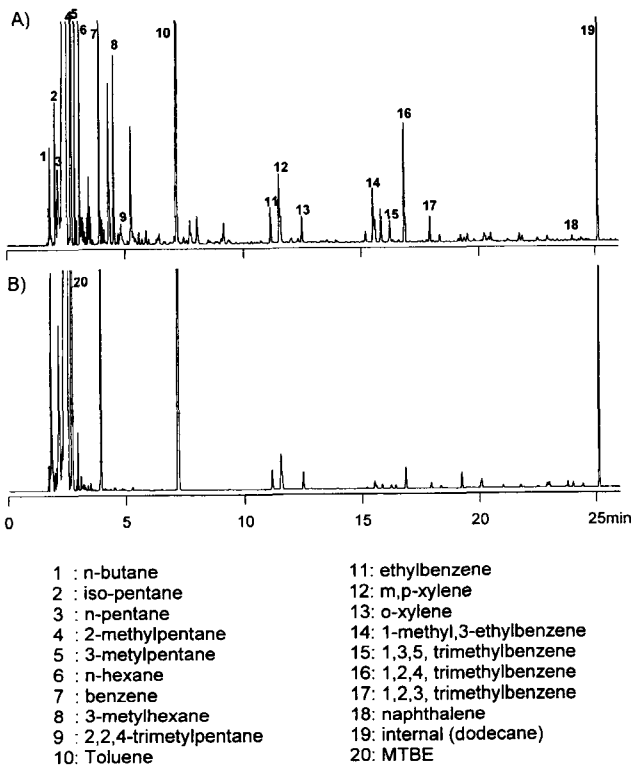 A)
1
2
3
4
5
6
7
8
9
10
11
12
13
14
15
16
17
18
19
B)
,20
0 5 10 15 20 25min
1 : n-butane
2 : iso-pentane
3 : n-pentane
4 : 2-methylpentane
5 : 3-metylpentane
6 : n-hexane
7 : benzene
8 : 3-metylhexane
9 : 2,2,4-trimetylpentane
10: Toluene
11: ethylbenzene
12: m,p-xylene
13: o-xylene
14: 1-methyl,3-ethylbenzene
15: 1,3,5, trimethylbenzene
16: 1,2,4, trimethylbenzene
17: 1,2,3, trimethylbenzene
18: naphthalene
19: internal (dodecane)
20: MTBE